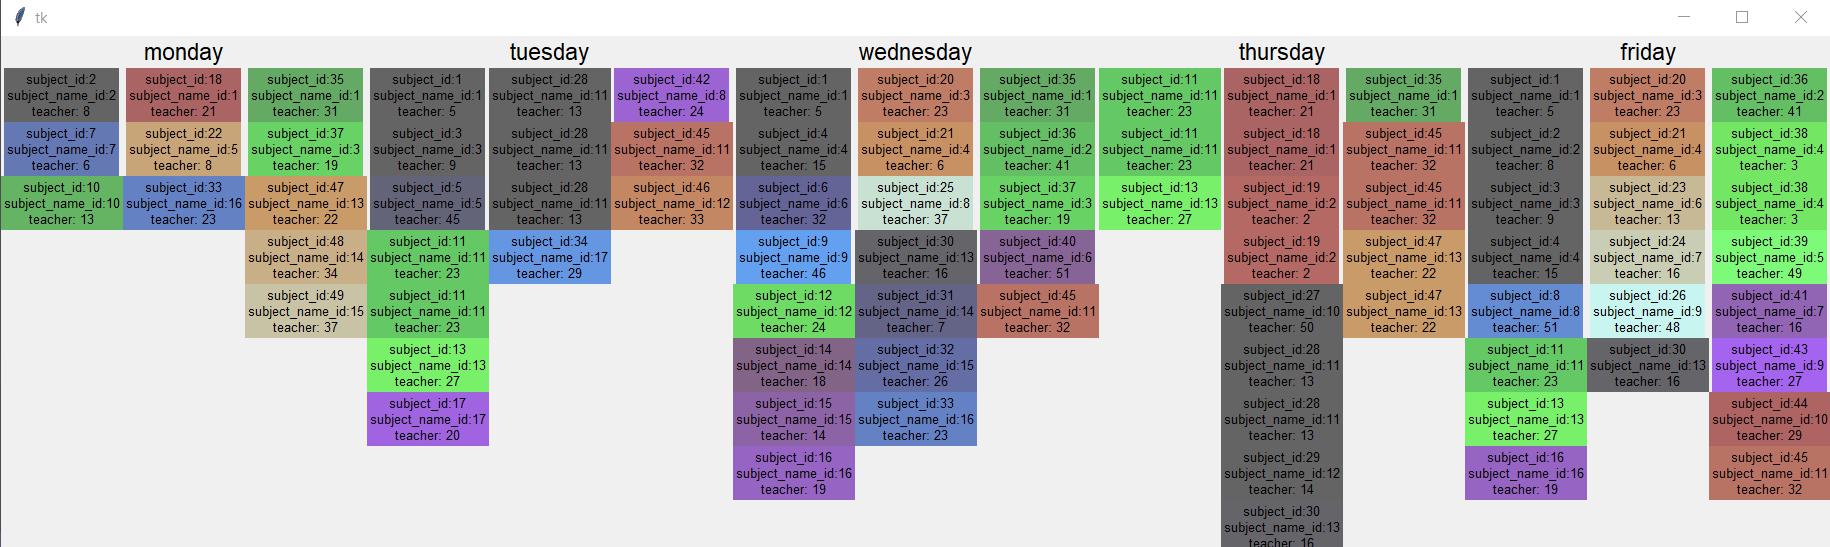 tk
monday
subject_id:2
subject_name_id:2
teacher: 8
subject_id:7
subject_name_id:7
teacher: 6
subject_id:10
subject_name_id:10
teacher: 13
subject_id:18
subject_name_id:1
teacher: 21
subject_id:22
subject_name_id:5
teacher: 8
subject_id:33
subject_name_id:16
teacher: 23
subject_id:35
subject_name_id:1
teacher: 31
subject_id:37
subject_name_id:3
teacher: 19
subject_id:47
subject_name_id:13
teacher: 22
subject_id:48
subject_name_id:14
teacher: 34
subject_id:49
subject_name_id:15
teacher: 37
tuesday
subject_id:1
subject_name_id:1
teacher: 5
subject_id:3
subject_name_id:3
teacher: 9
subject_id:5
subject_name_id:5
teacher: 45
subject_id:11
subject_name_id:11
teacher: 23
subject_id:11
subject_name_id:11
teacher: 23
subject_id:13
subject_name_id:13
teacher: 27
subject_id:17
subject_name_id:17
teacher: 20
subject_id:28
subject_name_id:11
teacher: 13
subject_id:28
subject_name_id:11
teacher: 13
subject_id:28
subject_name_id:11
teacher: 13
subject_id:34
subject_name_id:17
teacher: 29
subject_id:42
subject_name_id:8
teacher: 24
subject_id:45
subject_name_id:11
teacher: 32
subject_id:46
subject_name_id:12
teacher: 33
wednesday
subject_id:1
subject_name_id:1
teacher: 5
subject_id:4
subject_name_id:4
teacher: 15
subject_id:6
subject_name_id:6
teacher: 32
subject_id:9
subject_name_id:9
teacher: 46
subject_id:12
subject_name_id:12
teacher: 24
subject_id:14
subject_name_id:14
teacher: 18
subject_id:15
subject_name_id:15
teacher: 14
subject_id:16
subject_name_id:16
teacher: 19
subject_id:20
subject_name_id:3
teacher: 23
subject_id:21
subject_name_id:4
teacher: 6
subject_id:25
subject_name_id:8
teacher: 37
subject_id:30
subject_name_id:13
teacher: 16
subject_id:31
subject_name_id:14
teacher: 7
subject_id:32
subject_name_id:15
teacher: 26
subject_id:33
subject_name_id:16
teacher: 23
subject_id:35
subject_name_id:1
teacher: 31
subject_id:36
subject_name_id:2
teacher: 41
subject_id:37
subject_name_id:3
teacher: 19
subject_id:40
subject_name_id:6
teacher: 51
subject_id:45
subject_name_id:11
teacher: 32
thursday
subject_id:11
subject_name_id:11
teacher: 23
subject_id:11
subject_name_id:11
teacher: 23
subject_id:13
subject_name_id:13
teacher: 27
subject_id:18
subject_name_id:1
teacher: 21
subject_id:18
subject_name_id:1
teacher: 21
subject_id:19
subject_name_id:2
teacher: 2
subject_id:19
subject_name_id:2
teacher: 2
subject_id:27
subject_name_id:10
teacher: 50
subject_id:28
subject_name_id:11
teacher: 13
subject_id:28
subject_name_id:11
teacher: 13
subject_id:29
subject_name_id:12
teacher: 14
subject_id:30
subject_name_id:13
teacher: 16
subject_id:35
subject_name_id:1
teacher: 31
subject_id:45
subject_name_id:11
teacher: 32
subject_id:45
subject_name_id:11
teacher: 32
subject_id:47
subject_name_id:13
teacher: 22
subject_id:47
subject_name_id:13
teacher: 22
friday
subject_id:1
subject_name_id:1
teacher: 5
subject_id:2
subject_name_id:2
teacher: 8
subject_id:3
subject_name_id:3
teacher: 9
subject_id:4
subject_name_id:4
teacher: 15
subject_id:8
subject_name_id:8
teacher: 51
subject_id:11
subject_name_id:11
teacher: 23
subject_id:13
subject_name_id:13
teacher: 27
subject_id:16
subject_name_id:16
teacher: 19
subject_id:20
subject_name_id:3
teacher: 23
subject_id:21
subject_name_id:4
teacher: 6
subject_id:23
subject_name_id:6
teacher: 13
subject_id:24
subject_name_id:7
teacher: 16
subject_id:26
subject_name_id:9
teacher: 48
subject_id:30
subject_name_id:13
teacher: 16
subject_id:36
subject_name_id:2
teacher: 41
subject_id:38
subject_name_id:4
teacher: 3
subject_id:38
subject_name_id:4
teacher: 3
subject_id:39
subject_name_id:5
teacher: 49
subject_id:41
subject_name_id:7
teacher: 16
subject_id:43
subject_name_id:9
teacher: 27
subject_id:44
subject_name_id:10
teacher: 29
subject_id:45
subject_name_id:11
teacher: 32